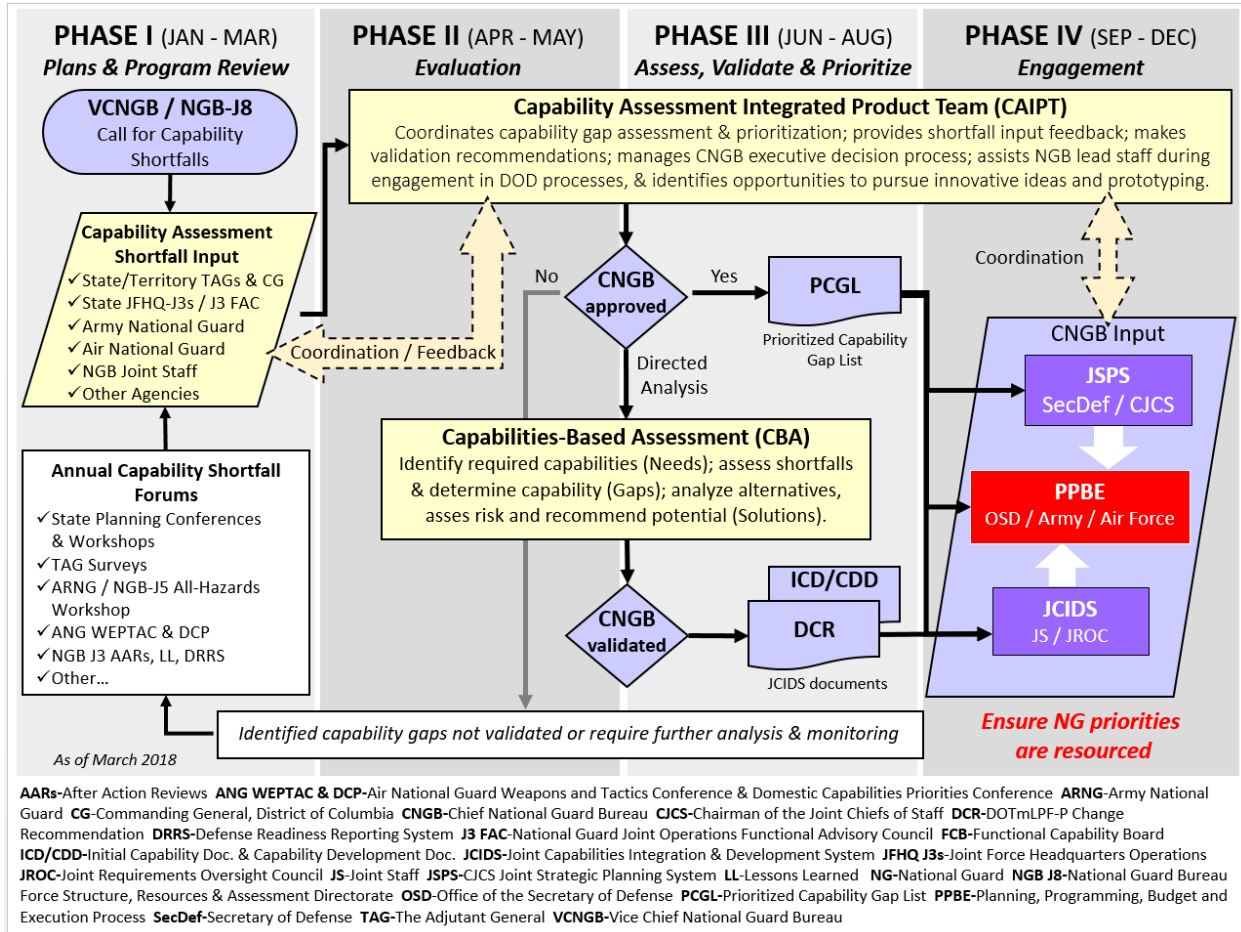 PHASE I (JAN - MAR)
Plans & Program Review
PHASE II (APR - MAY)
Evaluation
PHASE III (JUN - AUG)
Assess, Validate & Prioritize
PHASE IV (SEP - DEC)
Engagement
VCNGB / NGB-J8
Call for Capability
Shortfalls
Capability Assessment Integrated Product Team (CAIPT)
Coordinates capability gap assessment & prioritization; provides shortfall input feedback; makes
validation recommendations; manages CNGB executive decision process; assists NGB lead staff during
engagement in DOD processes, & identifies opportunities to pursue innovative ideas and prototyping.
Capability Assessment
Shortfall Input
✓State/Territory TAGs & CG
✓State JFHQ-J3s / J3 FAC
✓Army National Guard
✓Air National Guard
✓NGB Joint Staff
✓Other Agencies
Coordination / Feedback
No
CNGB
approved
Yes
PCGL
Prioritized Capability
Gap List
Directed
Analysis
Coordination
CNGB Input
JSPS
SecDef / CJCS
PPBE
OSD / Army / Air Force
JCIDS
JS / JROC
Annual Capability Shortfall
Forums
✓State Planning Conferences
& Workshops
✓TAG Surveys
✓ARNG / NGB-J5 All-Hazards
Workshop
✓ANG WEPTAC & DCP
✓NGB J3 AARs, LL, DRRS
✓Other…
Capabilities-Based Assessment (CBA)
Identify required capabilities (Needs); assess shortfalls
& determine capability (Gaps); analyze alternatives,
asses risk and recommend potential (Solutions).
CNGB
validated
ICD/CDD
DCR
JCIDS documents
Identified capability gaps not validated or require further analysis & monitoring
Ensure NG priorities
are resourced
As of March 2018
AARs-After Action Reviews ANG WEPTAC & DCP-Air National Guard Weapons and Tactics Conference & Domestic Capabilities Priorities Conference ARNG-Army National
Guard CG-Commanding General, District of Columbia CNGB-Chief National Guard Bureau CJCS-Chairman of the Joint Chiefs of Staff DCR-DOTmLPF-P Change
Recommendation DRRS-Defense Readiness Reporting System J3 FAC-National Guard Joint Operations Functional Advisory Council FCB-Functional Capability Board
ICD/CDD-Initial Capability Doc. & Capability Development Doc. JCIDS-Joint Capabilities Integration & Development System JFHQ J3s-Joint Force Headquarters Operations
JROC-Joint Requirements Oversight Council JS-Joint Staff JSPS-CJCS Joint Strategic Planning System LL-Lessons Learned NG-National Guard NGB J8-National Guard Bureau
Force Structure, Resources & Assessment Directorate OSD-Office of the Secretary of Defense PCGL-Prioritized Capability Gap List PPBE-Planning, Programming, Budget and
Execution Process SecDef-Secretary of Defense TAG-The Adjutant General VCNGB-Vice Chief National Guard Bureau